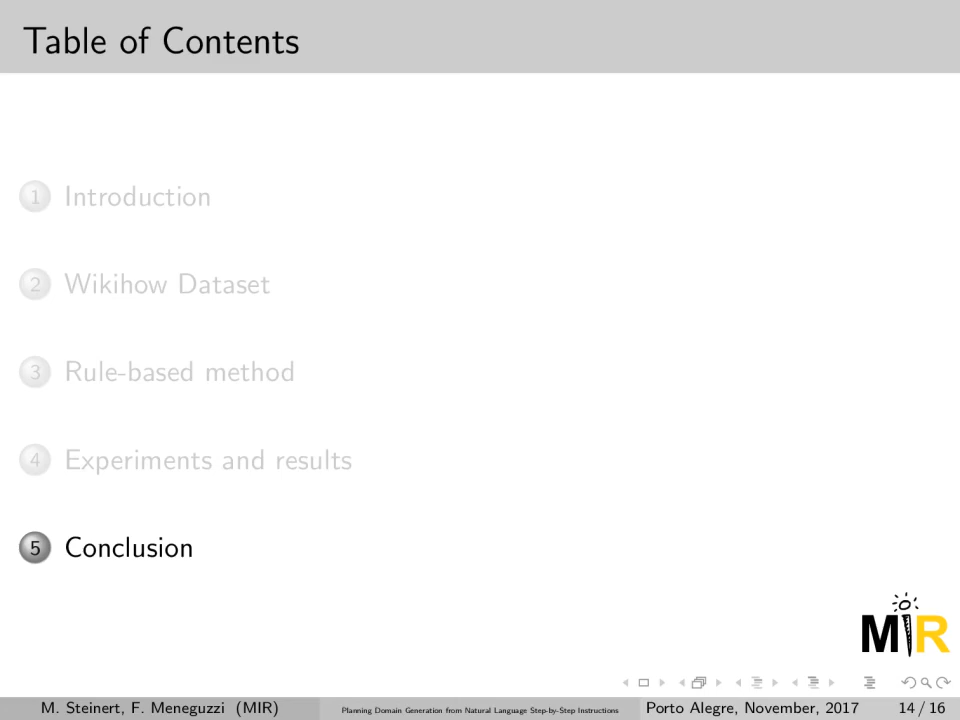 Table of Contents
1 Introduction
2 Wikihow Dataset
3 Rule-based method
4 Experiments and results
5 Conclusion
MIR
M. Steinert, F. Meneguzzi (MIR) Planning Domain Generation from Natural Language Step-by-Step Instructions Porto Alegre, November, 2017 14 / 16